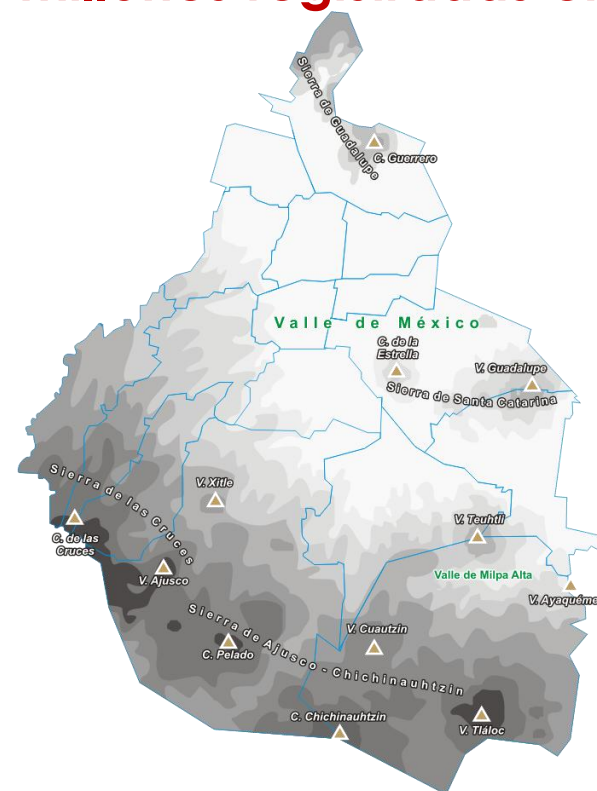 Sierra de Guadalupe
C. Guerrero
Valle de México
C. de la
Estrella
V. Guadalupe
Sierra de Santa Catarina
Sierra de las Cruces
V. Xitle
C. de las
Cruces
V. Teuhtli
V. Ajusco
Valle de Milpa Alta
V. Ayaquéme
Sierra de Ajusco - Chichinauhtzin
V. Cuautzin
C. Pelado
C. Chichinauhtzin
V. Tláloc